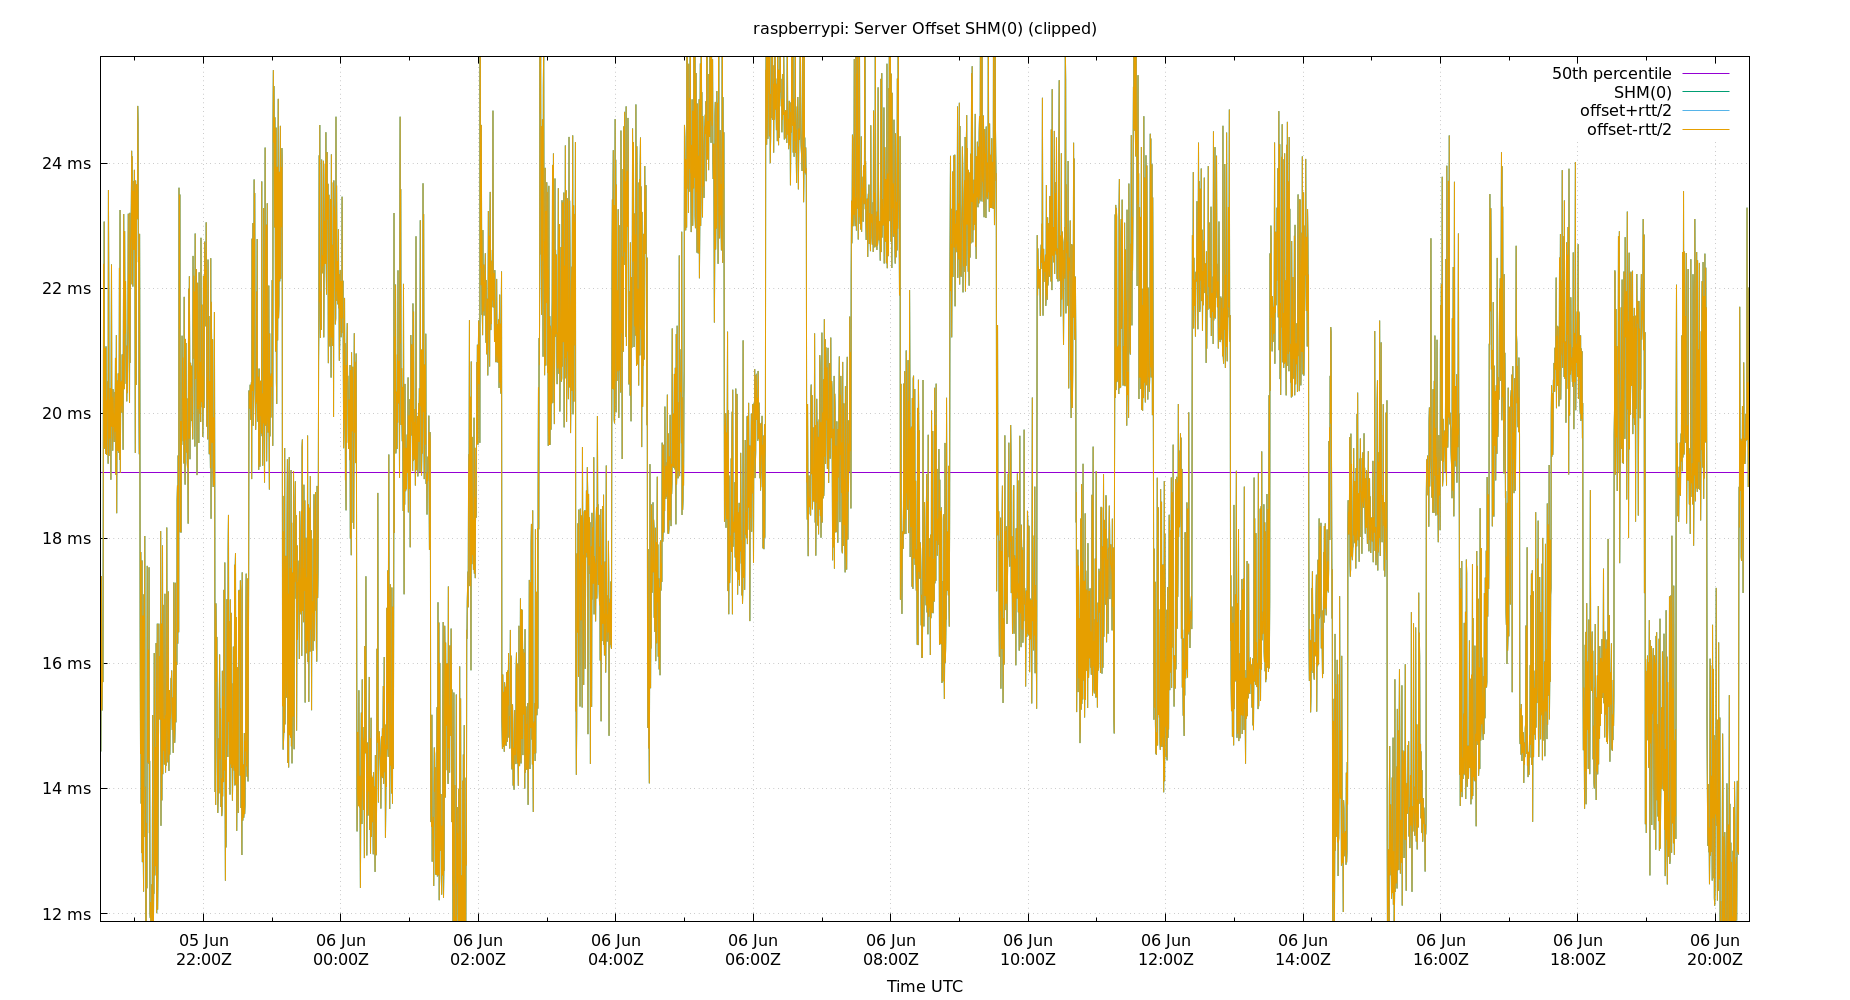 raspberrypi: Server Offset SHM(0) (clipped)
50th percentile
SHM(0)
offset+rtt/2
offset-rtt/2
24 ms
22 ms
20 ms
18 ms
16 ms
14 ms
12 ms
05 Jun 06 Jun 06 Jun 06 Jun 06 Jun 06 Jun 06 Jun 06 Jun 06 Jun 06 Jun 06 Jun 06 Jun
22:00Z 00:00Z 02:00Z 04:00Z 06:00Z 08:00Z 10:00Z 12:00Z 14:00Z 16:00Z 18:00Z 20:00Z
Time UTC